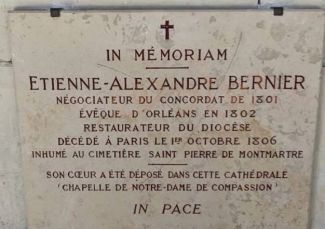 IN MÉMORIAM
ETIENNE-ALEXANDRE BERNIER
NÉGOCIATEUR DU CONCORDAT DE 1801
ÉVÊQUE D'ORLÉANS EN 1802
RESTAURATEUR DU DIOCÈSE
DÉCÉDÉ À PARIS LE 1ER OCTOBRE 1806
INHUMÉ AU CIMETIÈRE SAINT PIERRE DE MONTMARTRE
SON CŒUR A ÉTÉ DÉPOSÉ DANS CETTE CATHÉDRALE
'CHAPELLE DE NOTRE-DAME DE COMPASSION'
IN PACE